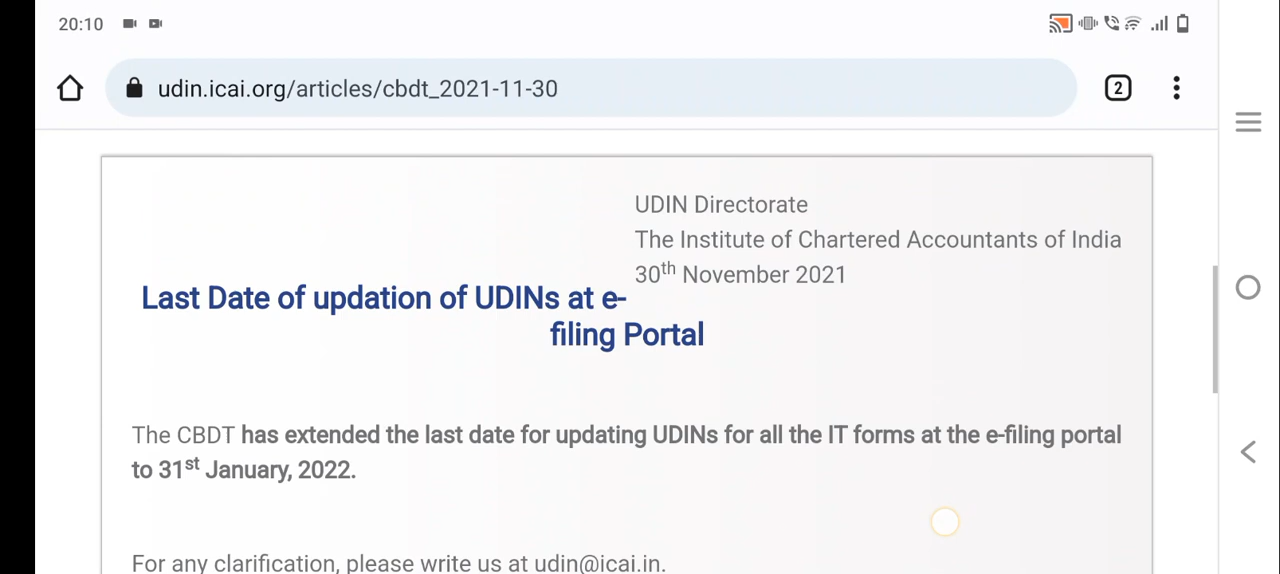 20:10
udin.icai.org/articles/cbdt_2021-11-30
2
UDIN Directorate
The Institute of Chartered Accountants of India
30th November 2021
Last Date of updation of UDINs at e-
filing Portal
The CBDT has extended the last date for updating UDINs for all the IT forms at the e-filing portal
to 31st January, 2022.
For any clarification, please write us at udin@icai.in.